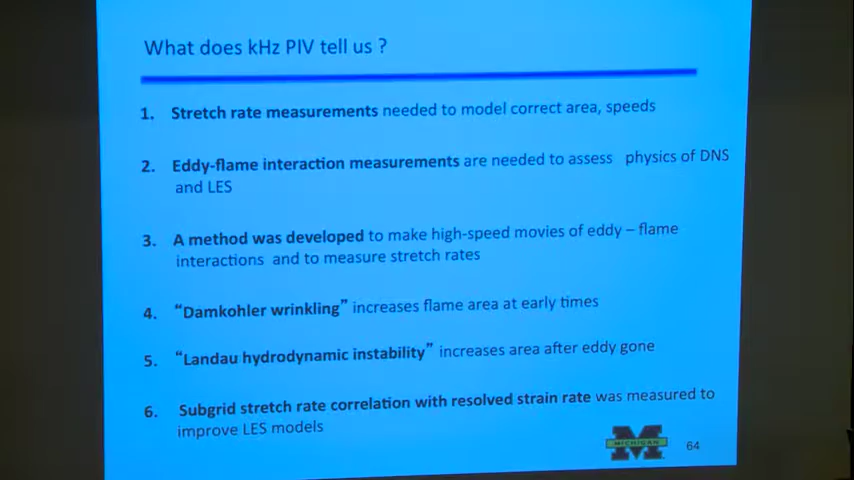 What does kHz PIV tell us ?
1. Stretch rate measurements needed to model correct area, speeds
2. Eddy-flame interaction measurements are needed to assess physics of DNS
and LES
3. A method was developed to make high-speed movies of eddy – flame
interactions and to measure stretch rates
4. “Damkohler wrinkling” increases flame area at early times
5. “Landau hydrodynamic instability” increases area after eddy gone
6. Subgrid stretch rate correlation with resolved strain rate was measured to
improve LES models
MICHIGAN
64